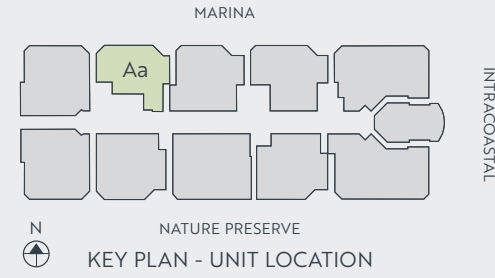 MARINA
Aa
INTRACOASTAL
N
NATURE PRESERVE
KEY PLAN - UNIT LOCATION